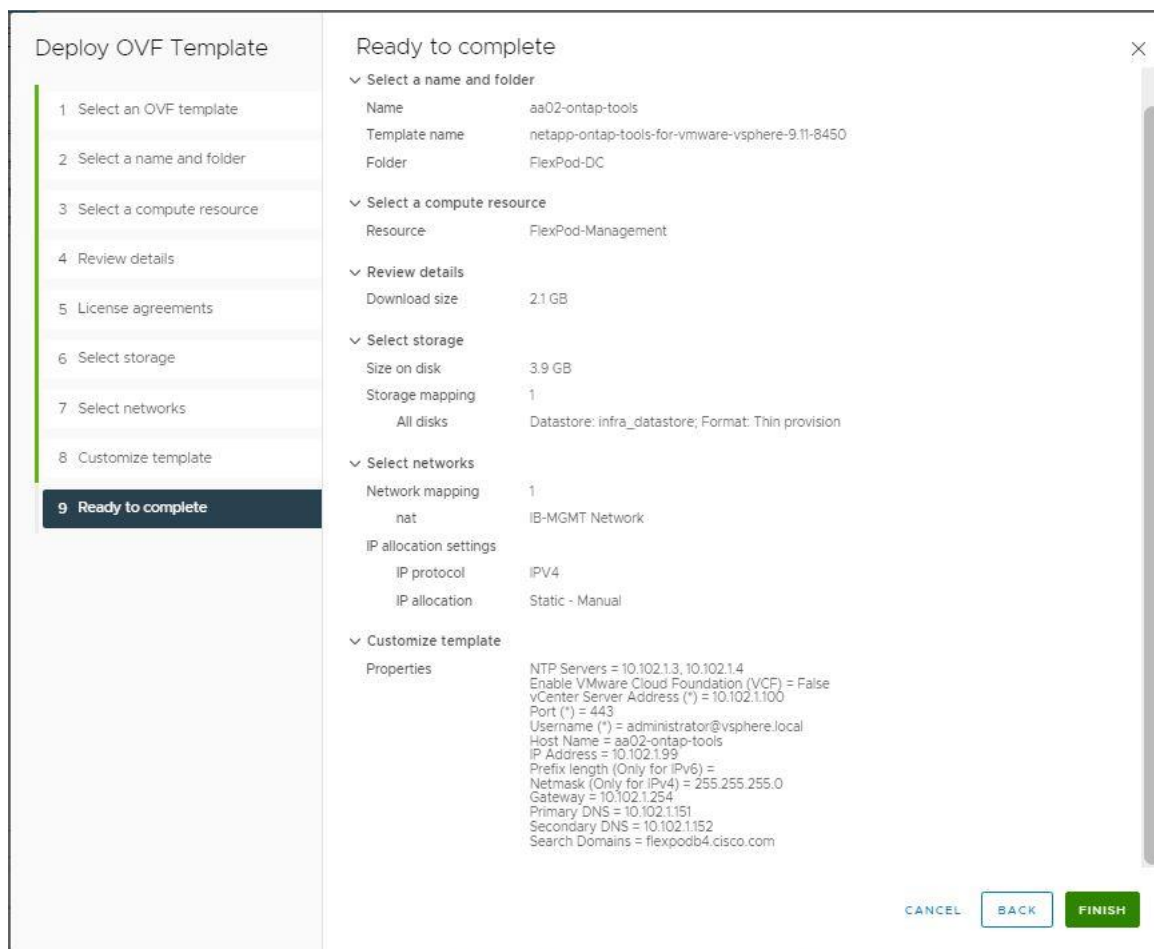 Deploy OVF Template
1 Select an OVF template
2 Select a name and folder
3 Select a compute resource
4 Review details
5 License agreements
6 Select storage
7 Select networks
8 Customize template
9 Ready to complete
Ready to complete
Select a name and folder
Name aa02-ontap-tools
Template name netapp-ontap-tools-for-vmware-vsphere-9.11-8450
Folder FlexPod-DC
Select a compute resource
Resource FlexPod-Management
Review details
Download size 2.1 GB
Select storage
Size on disk 3.9 GB
Storage mapping 1
All disks Datastore: infra_datastore; Format: Thin provision
Select networks
Network mapping 1
nat IB-MGMT Network
IP allocation settings
IP protocol IPV4
IP allocation Static - Manual
Customize template
Properties NTP Servers = 10.102.1.3, 10.102.1.4
Enable VMware Cloud Foundation (VCF) = False
vCenter Server Address (*) = 10.102.1.100
Port (*) = 443
Username (*) = administrator@vsphere.local
Host Name = aa02-ontap-tools
IP Address = 10.102.1.99
Prefix length (Only for IPv6) =
Netmask (Only for IPv4) = 255.255.255.0
Gateway = 10.102.1.254
Primary DNS = 10.102.1.151
Secondary DNS = 10.102.1.152
Search Domains = flexpodb4.cisco.com
CANCEL BACK FINISH